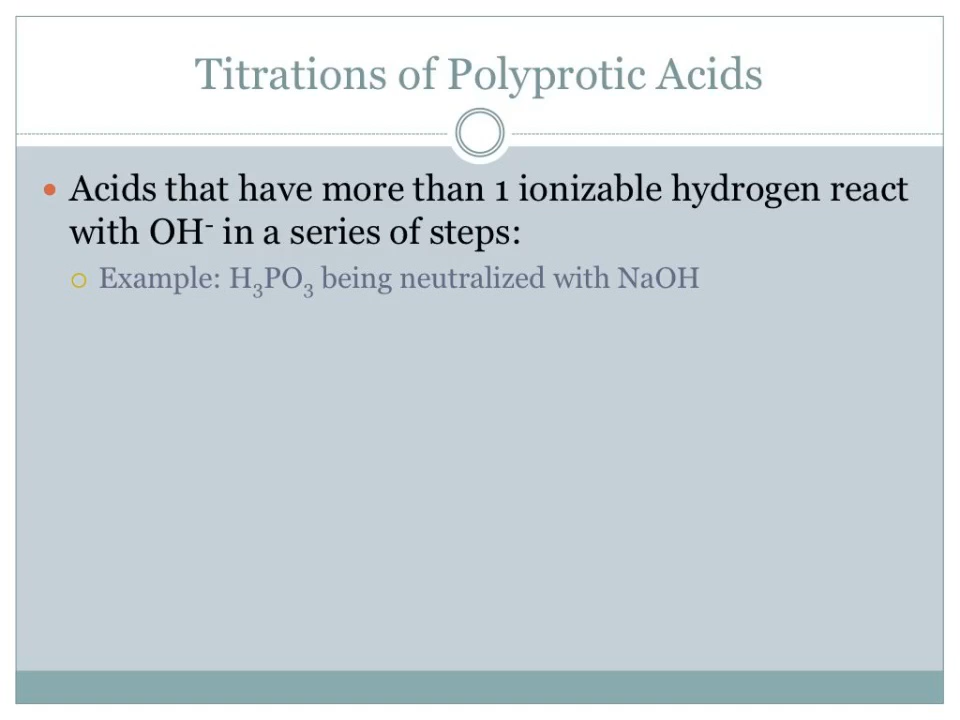 Titrations of Polyprotic Acids
• Acids that have more than 1 ionizable hydrogen react
with OH⁻ in a series of steps:
○ Example: H₃PO₃ being neutralized with NaOH